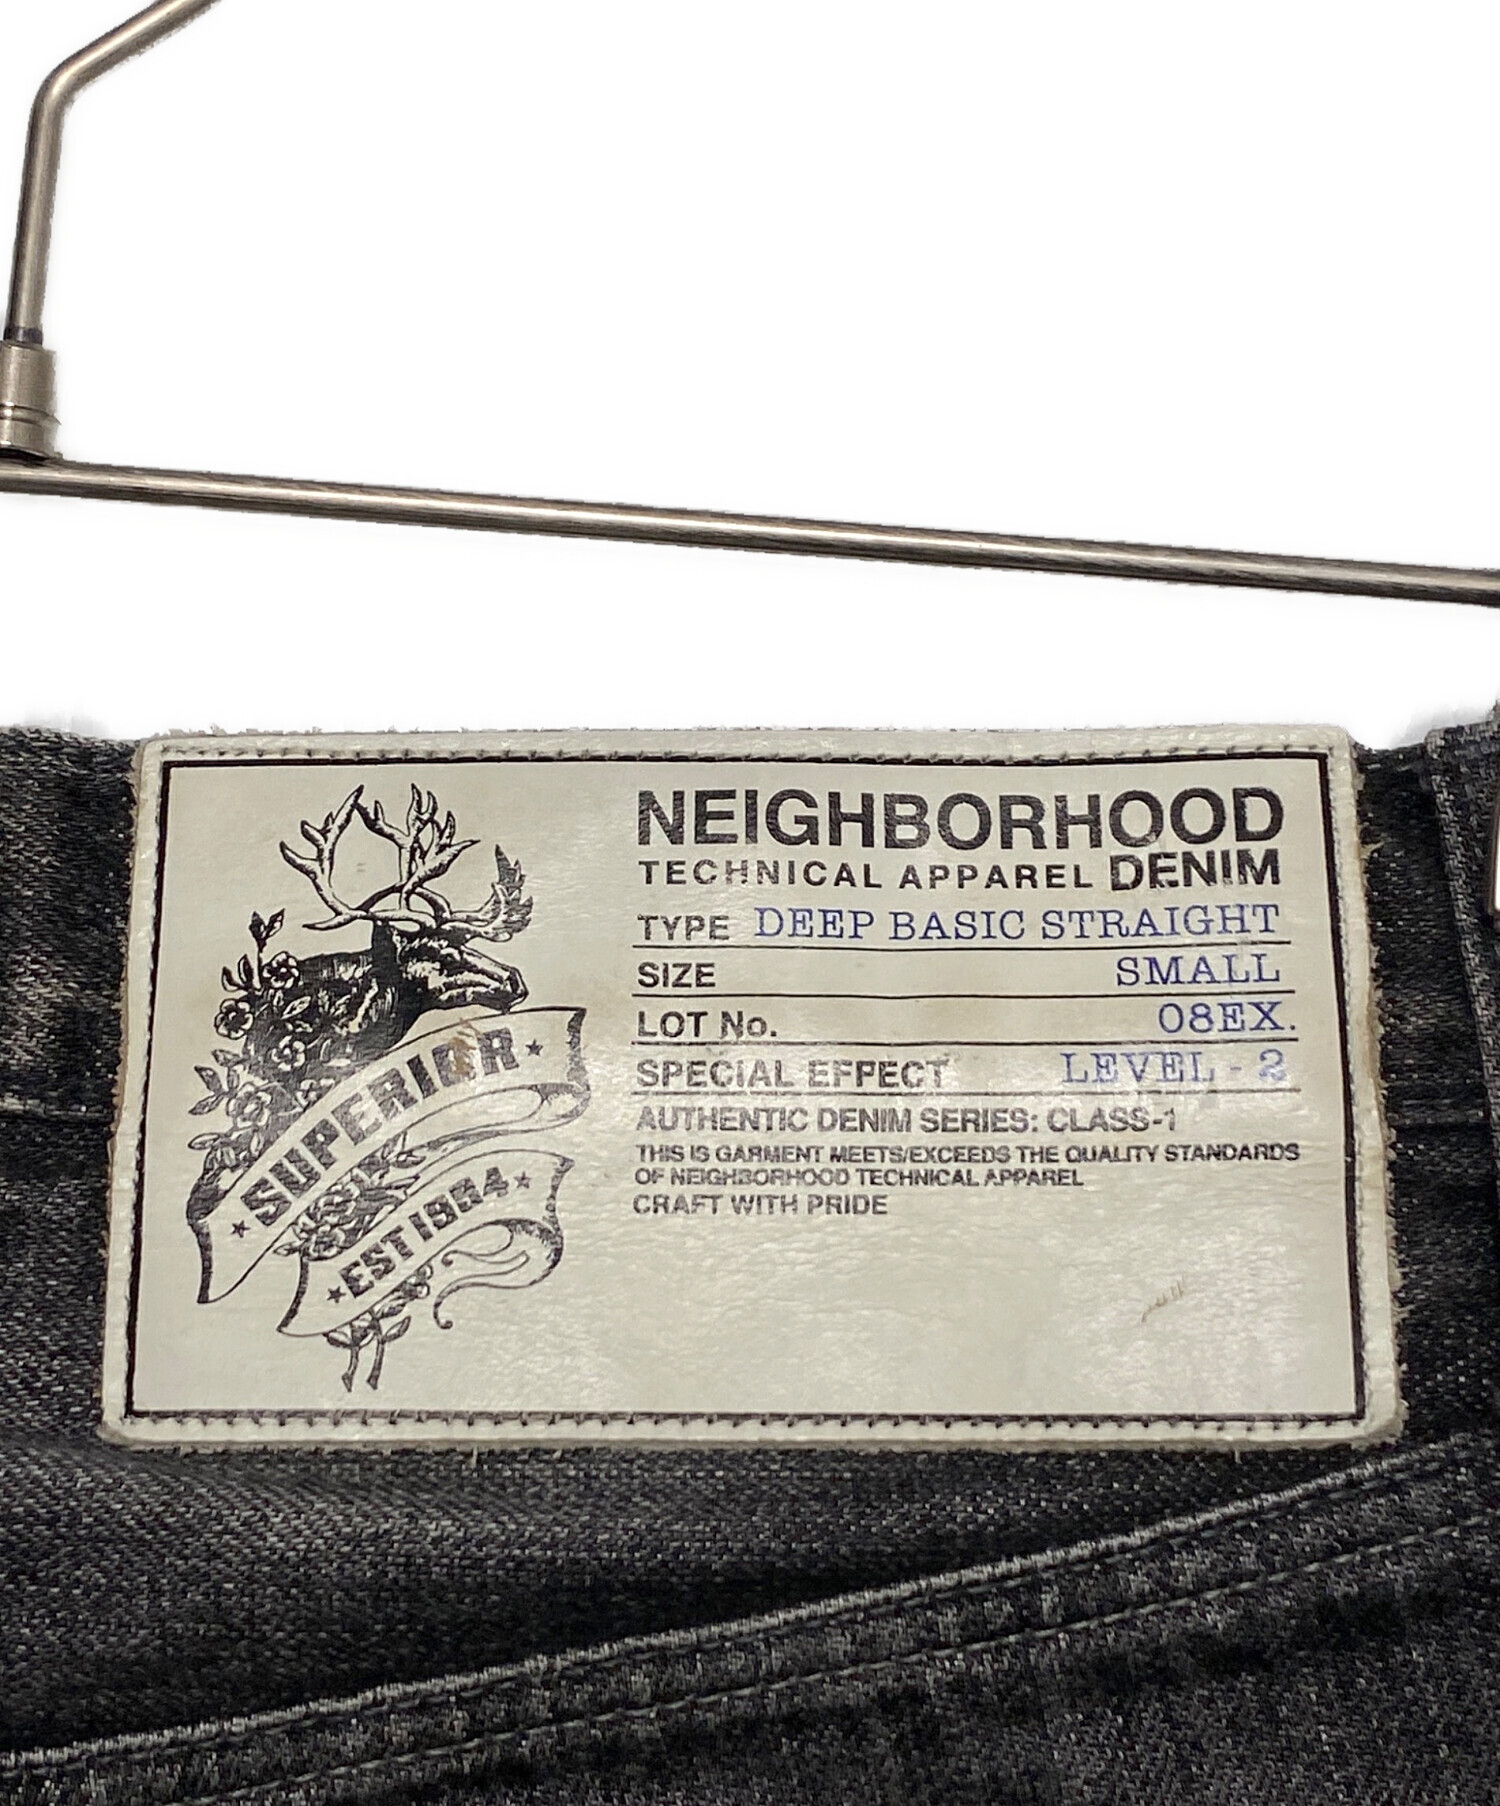 NEIGHBORHOOD
TECHNICAL APPAREL DENIM
TYPE DEEP BASIC STRAIGHT
SIZE SMALL
LOT No. 08EX.
SPECIAL EFFECT LEVEL-2
AUTHENTIC DENIM SERIES: CLASS-1
THIS IS GARMENT MEETS/EXCEEDS THE QUALITY STANDARDS
OF NEIGHBORHOOD TECHNICAL APPAREL
CRAFT WITH PRIDE
★SUPERIOR★
★EST 1994★